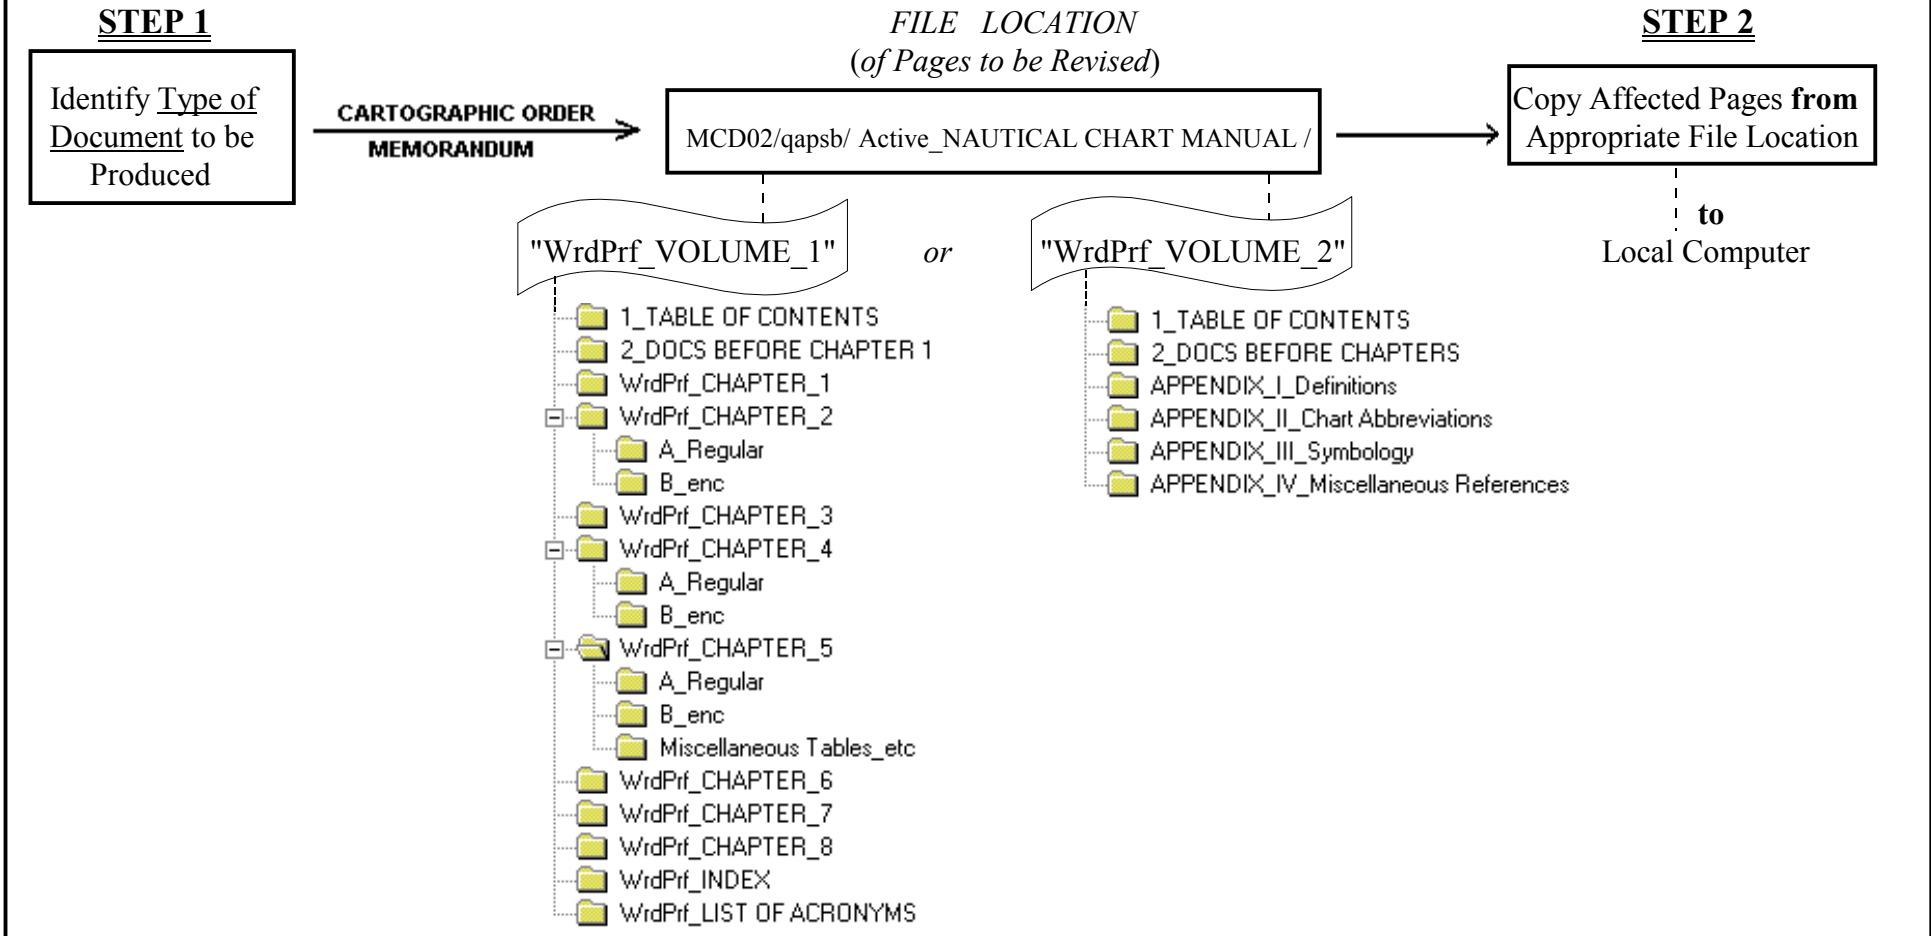 STEP 1
Identify Type of
Document to be
Produced
CARTOGRAPHIC ORDER
MEMORANDUM
FILE LOCATION
(of Pages to be Revised)
MCD02/qapsb/ Active_NAUTICAL CHART MANUAL /
STEP 2
Copy Affected Pages from
Appropriate File Location
to
Local Computer
"WrdPrf_VOLUME_1"
or
"WrdPrf_VOLUME_2"
1_TABLE OF CONTENTS
2_DOCS BEFORE CHAPTER 1
WrdPrf_CHAPTER_1
WrdPrf_CHAPTER_2
A_Regular
B_enc
WrdPrf_CHAPTER_3
WrdPrf_CHAPTER_4
A_Regular
B_enc
WrdPrf_CHAPTER_5
A_Regular
B_enc
Miscellaneous Tables_etc
WrdPrf_CHAPTER_6
WrdPrf_CHAPTER_7
WrdPrf_CHAPTER_8
WrdPrf_INDEX
WrdPrf_LIST OF ACRONYMS
1_TABLE OF CONTENTS
2_DOCS BEFORE CHAPTERS
APPENDIX_I_Definitions
APPENDIX_II_Chart Abbreviations
APPENDIX_III_Symbology
APPENDIX_IV_Miscellaneous References